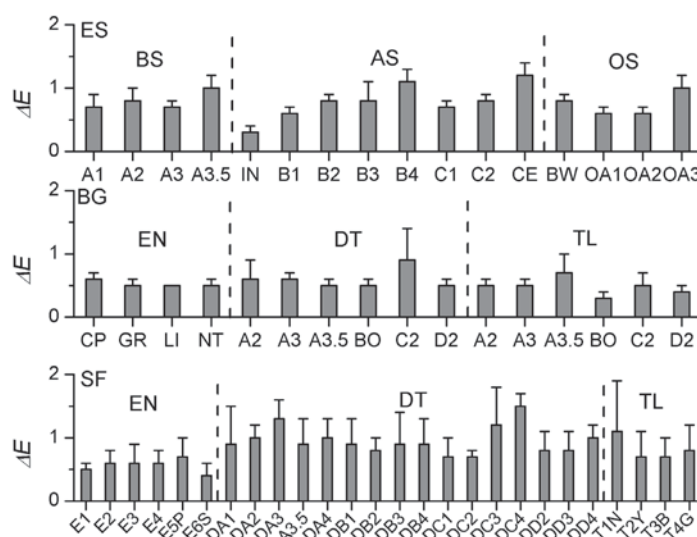 2
ES
BS
AS
OS
1
ΔE
0
A1 A2 A3 A3.5 IN B1 B2 B3 B4 C1 C2 CE BW OA1 OA2 OA3
2
BG
EN
DT
TL
1
ΔE
0
CP GR LI NT A2 A3 A3.5 BO C2 D2 A2 A3 A3.5 BO C2 D2
2
SF
EN
DT
TL
1
ΔE
0
E1 E2 E3 E4 E5P E6S DA1 DA2 DA3 A3.5 DA4 DB1 DB2 DB3 DB4 DC1 DC2 DC3 DC4 DD2 DD3 DD4 T1N T2Y T3B T4G